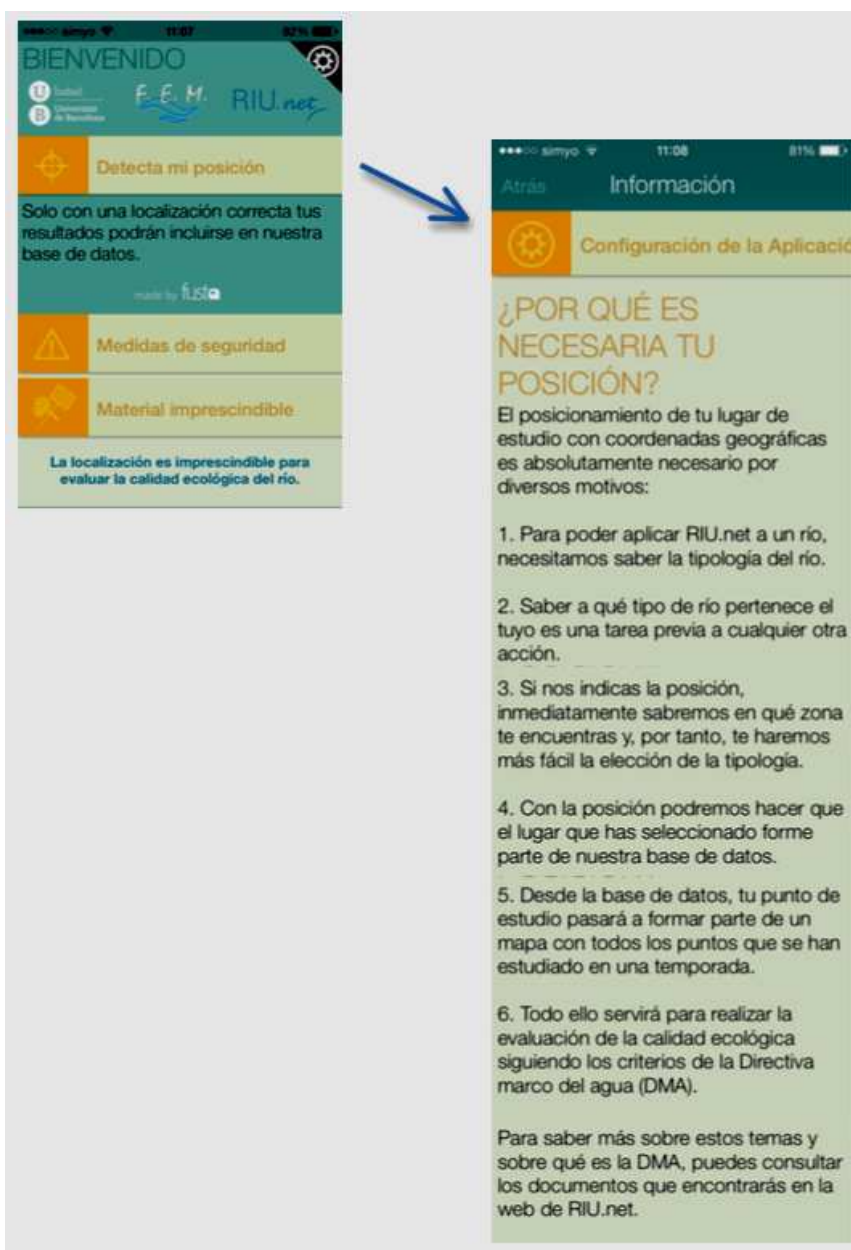 simyo 11:07 82%
BIENVENIDO
U
B Universitat
de Barcelona
F. E. M.
RIU.net
Detecta mi posición
Solo con una localización correcta tus
resultados podrán incluirse en nuestra
base de datos.
made by fusta
Medidas de seguridad
Material imprescindible
La localización es imprescindible para
evaluar la calidad ecológica del río.
simyo 11:08 81%
Atrás Información
Configuración de la Aplicació
¿POR QUÉ ES
NECESARIA TU
POSICIÓN?
El posicionamiento de tu lugar de
estudio con coordenadas geográficas
es absolutamente necesario por
diversos motivos:
1. Para poder aplicar RIU.net a un río,
necesitamos saber la tipología del río.
2. Saber a qué tipo de río pertenece el
tuyo es una tarea previa a cualquier otra
acción.
3. Si nos indicas la posición,
inmediatamente sabremos en qué zona
te encuentras y, por tanto, te haremos
más fácil la elección de la tipología.
4. Con la posición podremos hacer que
el lugar que has seleccionado forme
parte de nuestra base de datos.
5. Desde la base de datos, tu punto de
estudio pasará a formar parte de un
mapa con todos los puntos que se han
estudiado en una temporada.
6. Todo ello servirá para realizar la
evaluación de la calidad ecológica
siguiendo los criterios de la Directiva
marco del agua (DMA).
Para saber más sobre estos temas y
sobre qué es la DMA, puedes consultar
los documentos que encontrarás en la
web de RIU.net.